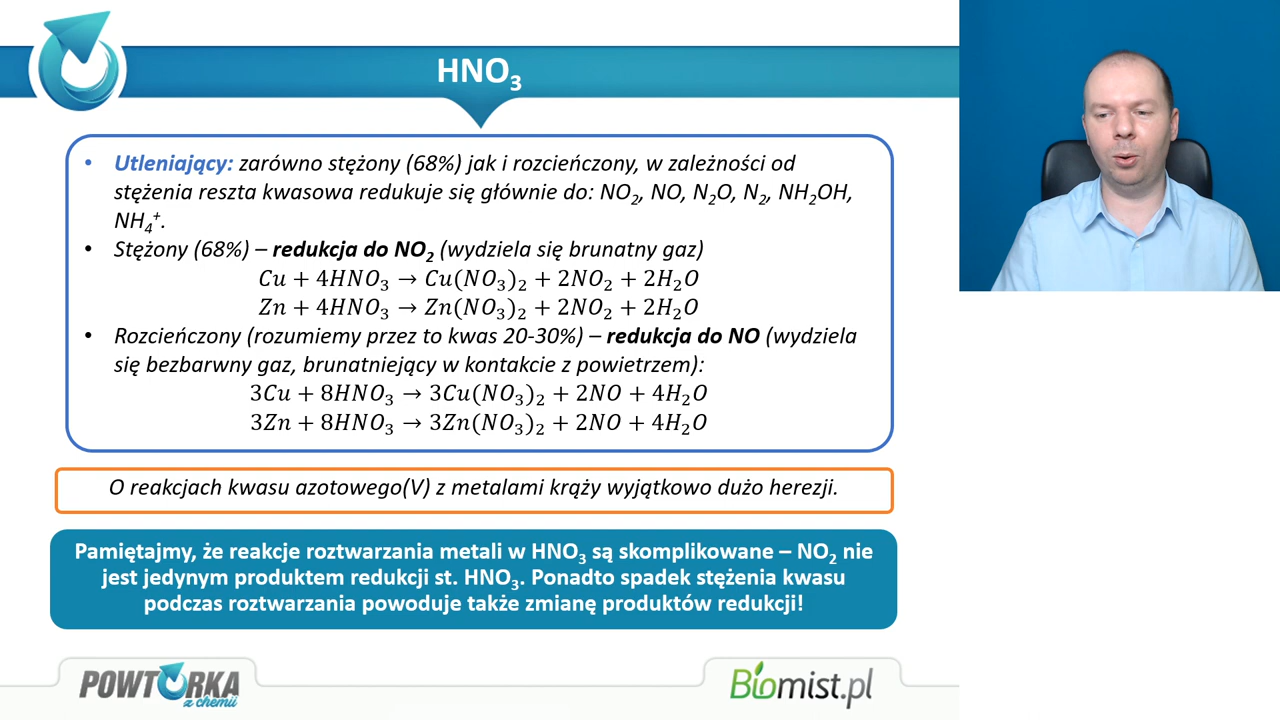 HNO₃
• Utleniający: zarówno stężony (68%) jak i rozcieńczony, w zależności od
stężenia reszta kwasowa redukuje się głównie do: NO₂, NO, N₂O, N₂, NH₂OH,
NH₄⁺.
• Stężony (68%) – redukcja do NO₂ (wydziela się brunatny gaz)
Cu + 4HNO₃ → Cu(NO₃)₂ + 2NO₂ + 2H₂O
Zn + 4HNO₃ → Zn(NO₃)₂ + 2NO₂ + 2H₂O
• Rozcieńczony (rozumiemy przez to kwas 20-30%) – redukcja do NO (wydziela
się bezbarwny gaz, brunatniejący w kontakcie z powietrzem):
3Cu + 8HNO₃ → 3Cu(NO₃)₂ + 2NO + 4H₂O
3Zn + 8HNO₃ → 3Zn(NO₃)₂ + 2NO + 4H₂O
O reakcjach kwasu azotowego(V) z metalami krąży wyjątkowo dużo herezji.
Pamiętajmy, że reakcje roztwarzania metali w HNO₃ są skomplikowane – NO₂ nie
jest jedynym produktem redukcji st. HNO₃. Ponadto spadek stężenia kwasu
podczas roztwarzania powoduje także zmianę produktów redukcji!
POWTÓRKA
z chemii
Biomist.pl